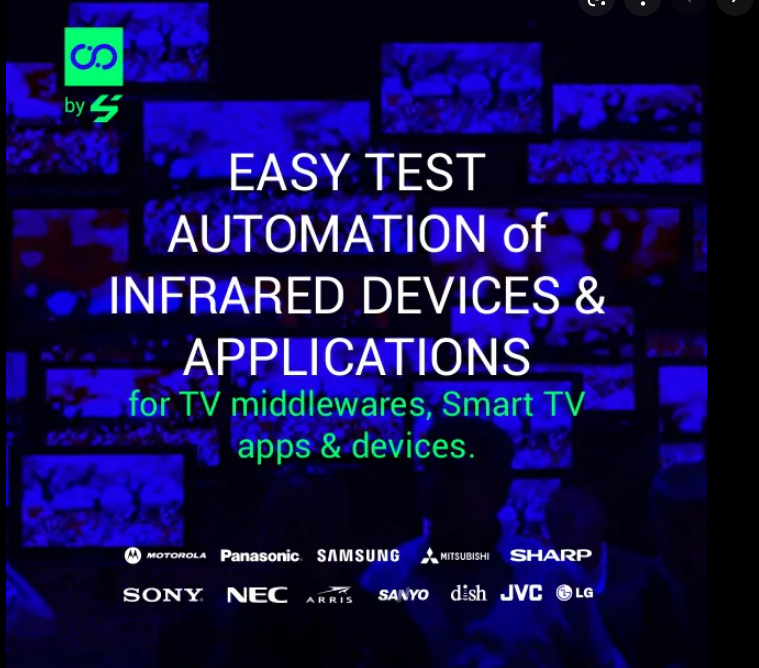 by
EASY TEST
AUTOMATION of
INFRARED DEVICES &
APPLICATIONS
for TV middlewares, Smart TV
apps & devices.
MOTOROLA Panasonic SAMSUNG MITSUBISHI SHARP
SONY NEC ARRIS SANYO dish JVC LG